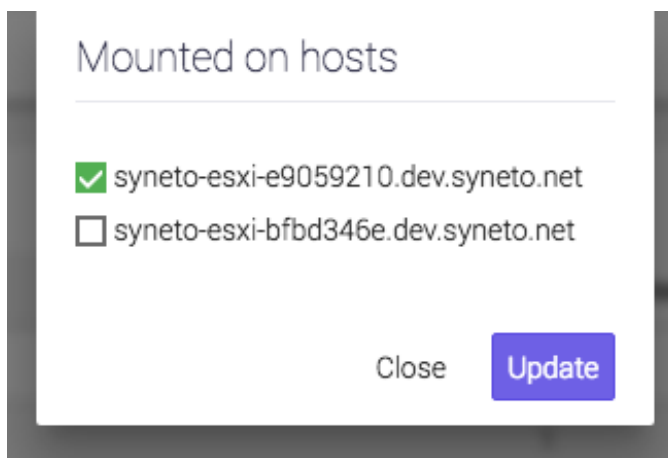 Mounted on hosts
syneto-esxi-e9059210.dev.syneto.net
syneto-esxi-bfbd346e.dev.syneto.net
Close
Update